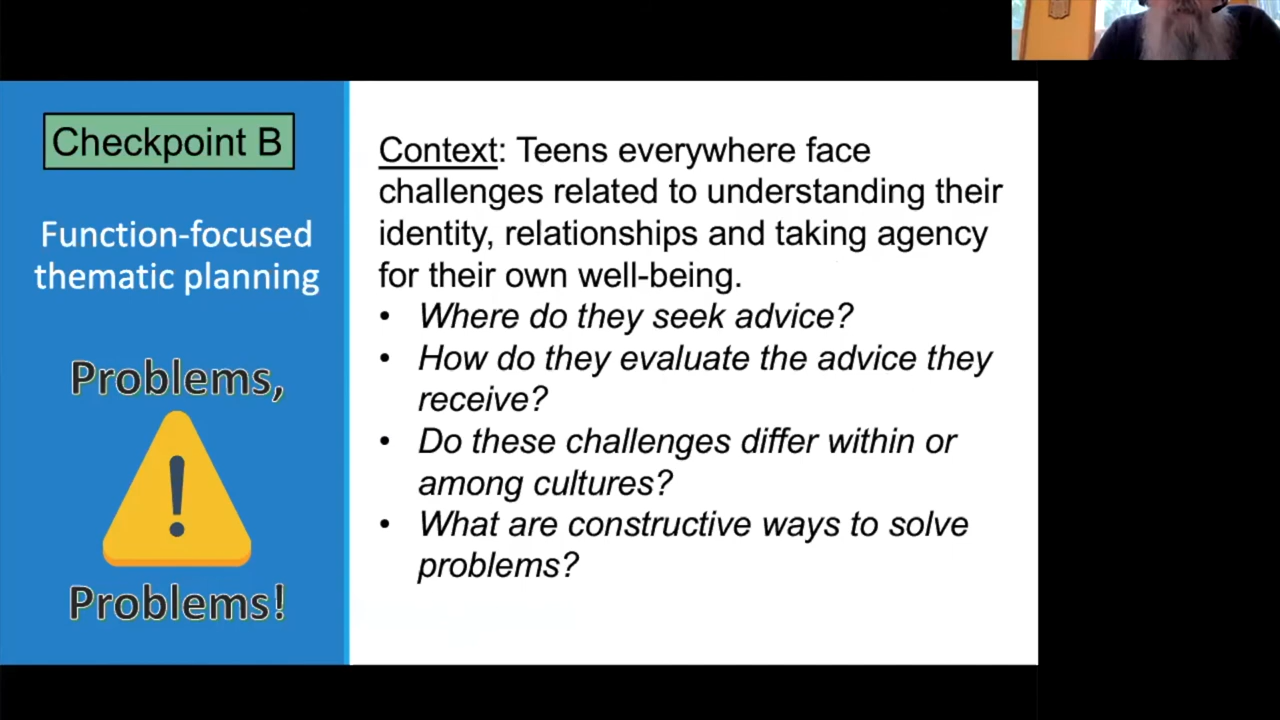 Checkpoint B
Function-focused
thematic planning
Problems,
!
Problems!
Context: Teens everywhere face
challenges related to understanding their
identity, relationships and taking agency
for their own well-being.
• Where do they seek advice?
• How do they evaluate the advice they
receive?
• Do these challenges differ within or
among cultures?
• What are constructive ways to solve
problems?